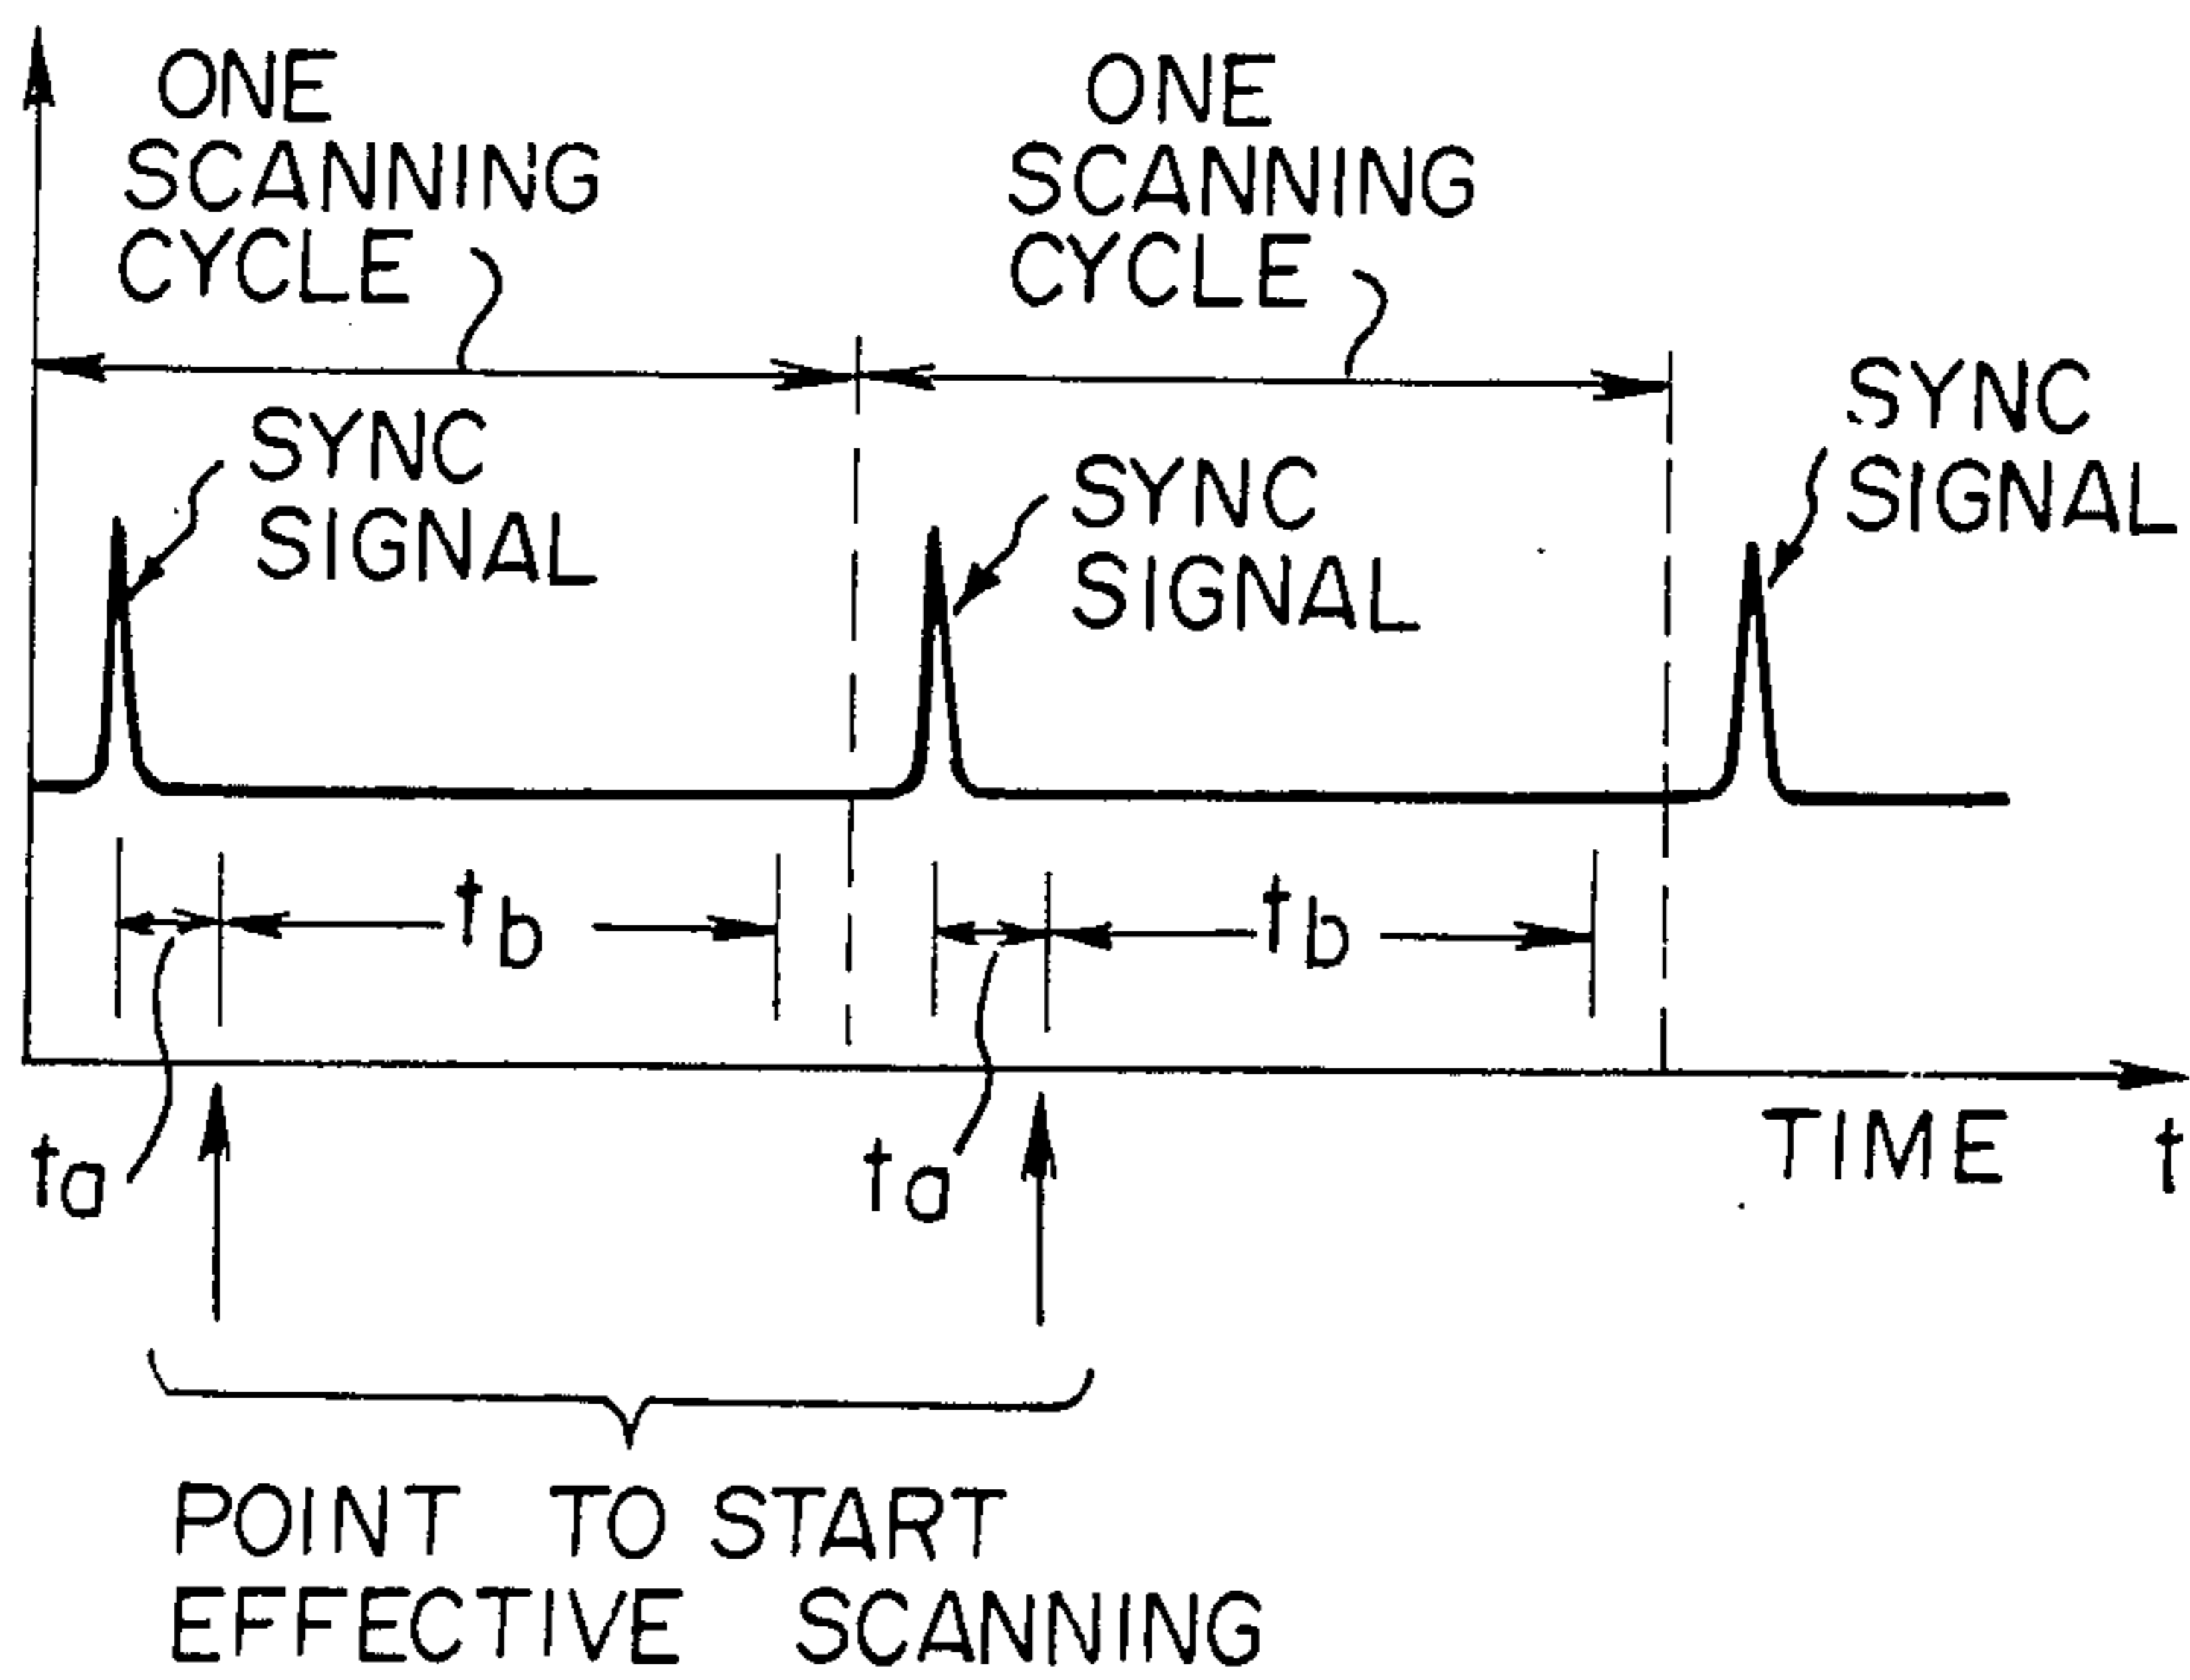 ONE
SCANNING
CYCLE
ONE
SCANNING
CYCLE
SYNC
SIGNAL
SYNC
SIGNAL
SYNC
SIGNAL
tb
tb
ta
ta
TIME t
POINT TO START
EFFECTIVE SCANNING